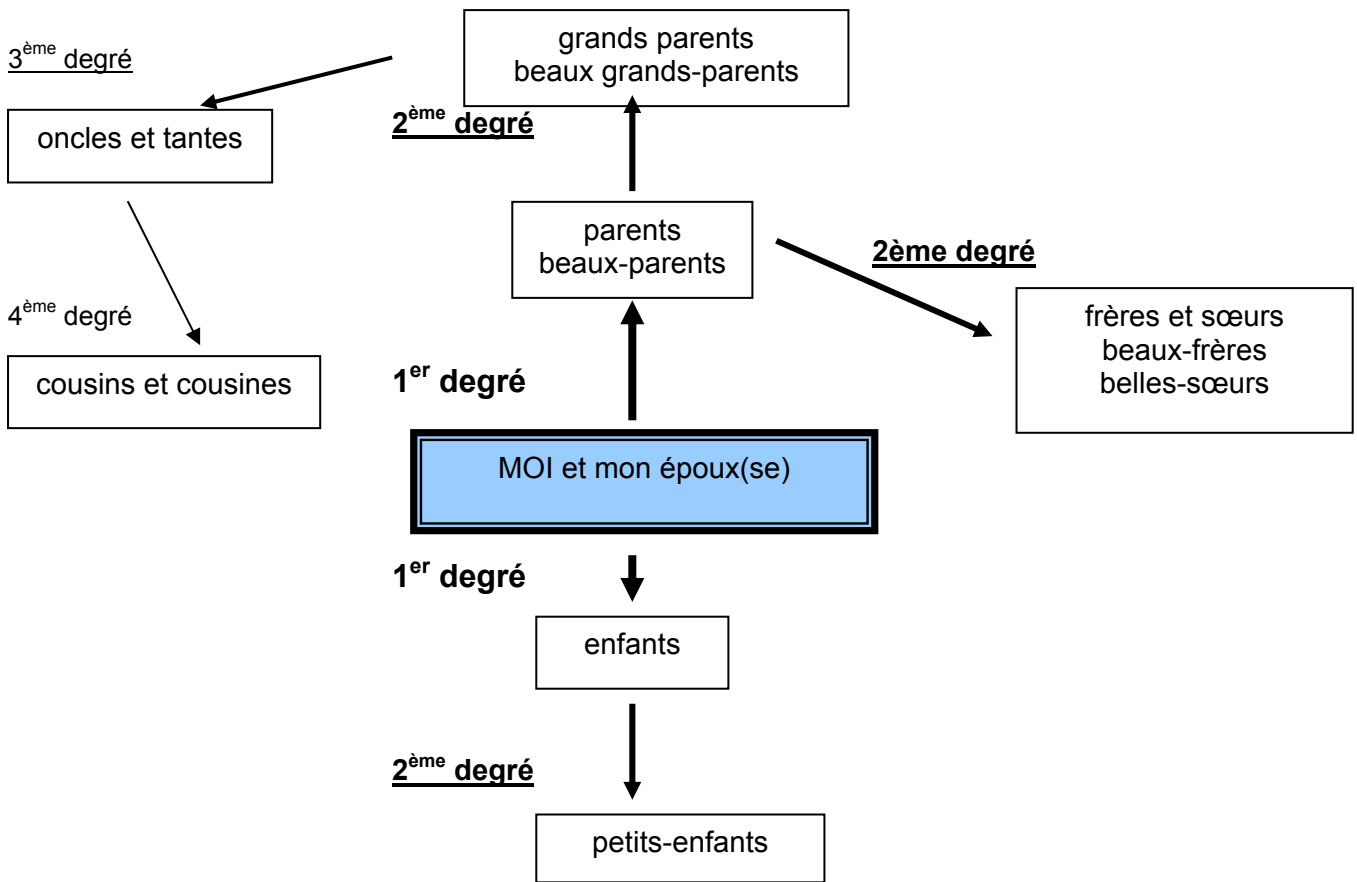 grands parents
beaux grands-parents
3ème degré
oncles et tantes
2ème degré
parents
beaux-parents
2ème degré
frères et sœurs
beaux-frères
belles-sœurs
4ème degré
cousins et cousines
1er degré
MOI et mon époux(se)
1er degré
enfants
2ème degré
petits-enfants